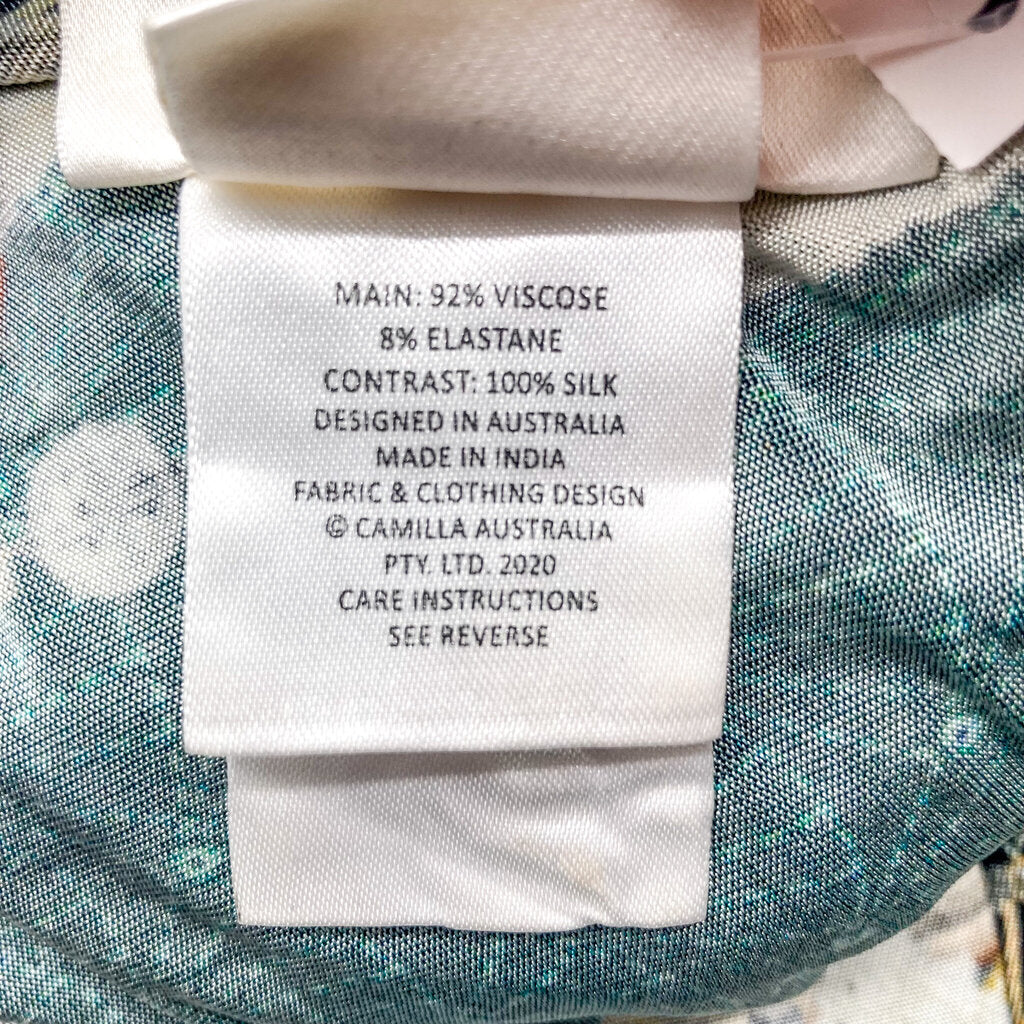 MAIN: 92% VISCOSE
8% ELASTANE
CONTRAST: 100% SILK
DESIGNED IN AUSTRALIA
MADE IN INDIA
FABRIC & CLOTHING DESIGN
© CAMILLA AUSTRALIA
PTY. LTD. 2020
CARE INSTRUCTIONS
SEE REVERSE